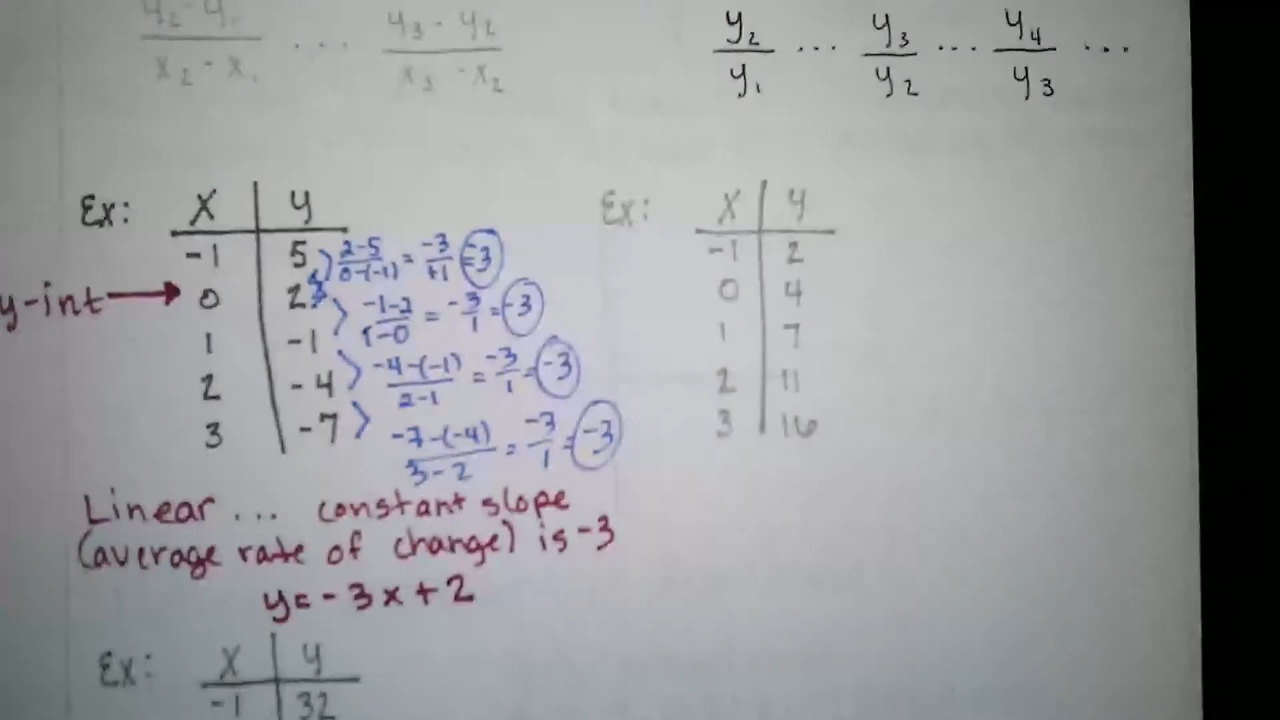 y2 - y1 / x2 - x1 .... y3 - y2 / x3 - x2
y2 / y1 ... y3 / y2 ... y4 / y3 ...
Ex: X | y
-1 | 5 (2-5)/(0-(-1)) = -3/+1 = -3
y-int → 0 | 2 (-1-2)/(1-0) = -3/1 = -3
1 | -1 (-4-(-1))/(2-1) = -3/1 = -3
2 | -4 (-7-(-4))/(3-2) = -3/1 = -3
3 | -7
Linear ... constant slope
(average rate of change) is -3
y = -3x + 2
Ex: X | y
-1 | 2
0 | 4
1 | 7
2 | 11
3 | 16
Ex: X | y
-1 | 32